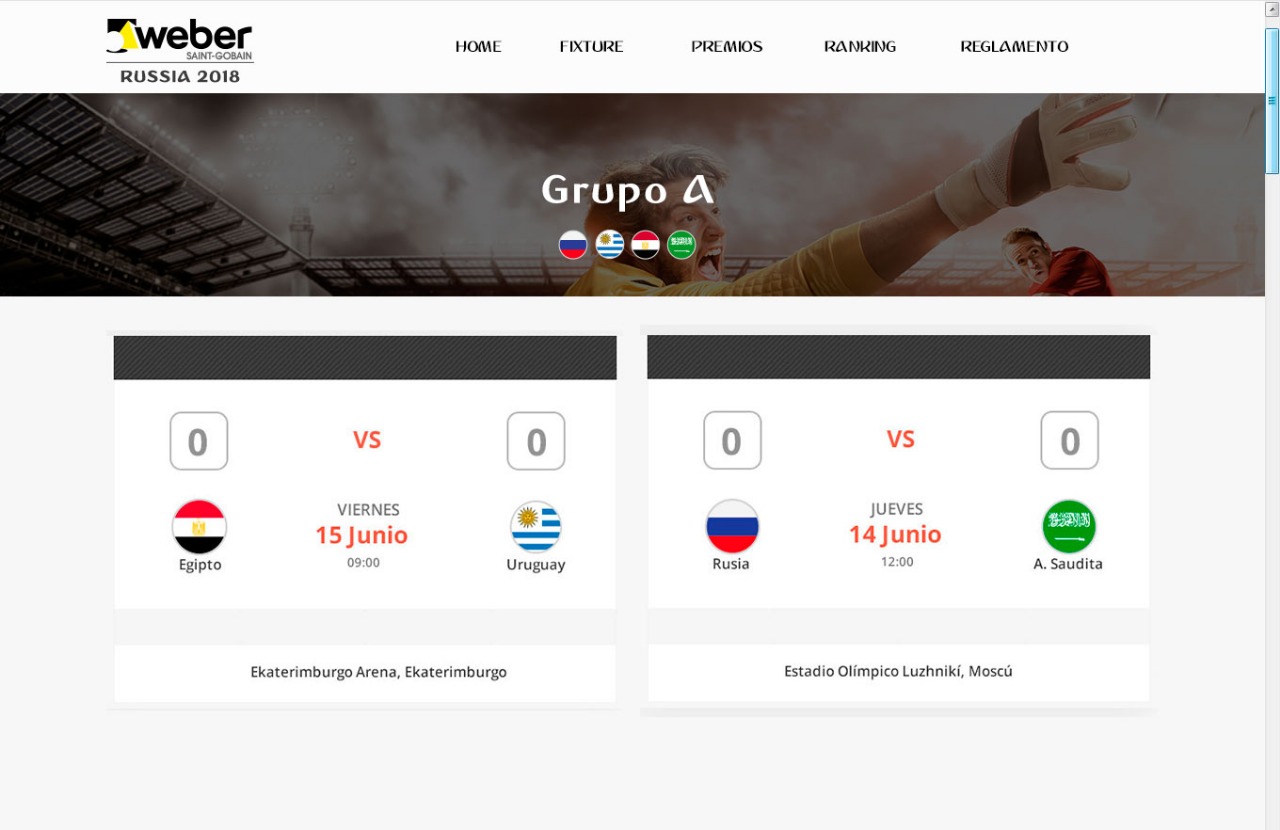 weber
SAINT-GOBAIN
RUSSIA 2018
HOME FIXTURE PREMIOS RANKING REGLAMENTO
Grupo A
0 VS 0
VIERNES
15 Junio
09:00
Egipto Uruguay
Ekaterimburgo Arena, Ekaterimburgo
0 VS 0
JUEVES
14 Junio
12:00
Rusia A. Saudita
Estadio Olímpico Luzhnikí, Moscú